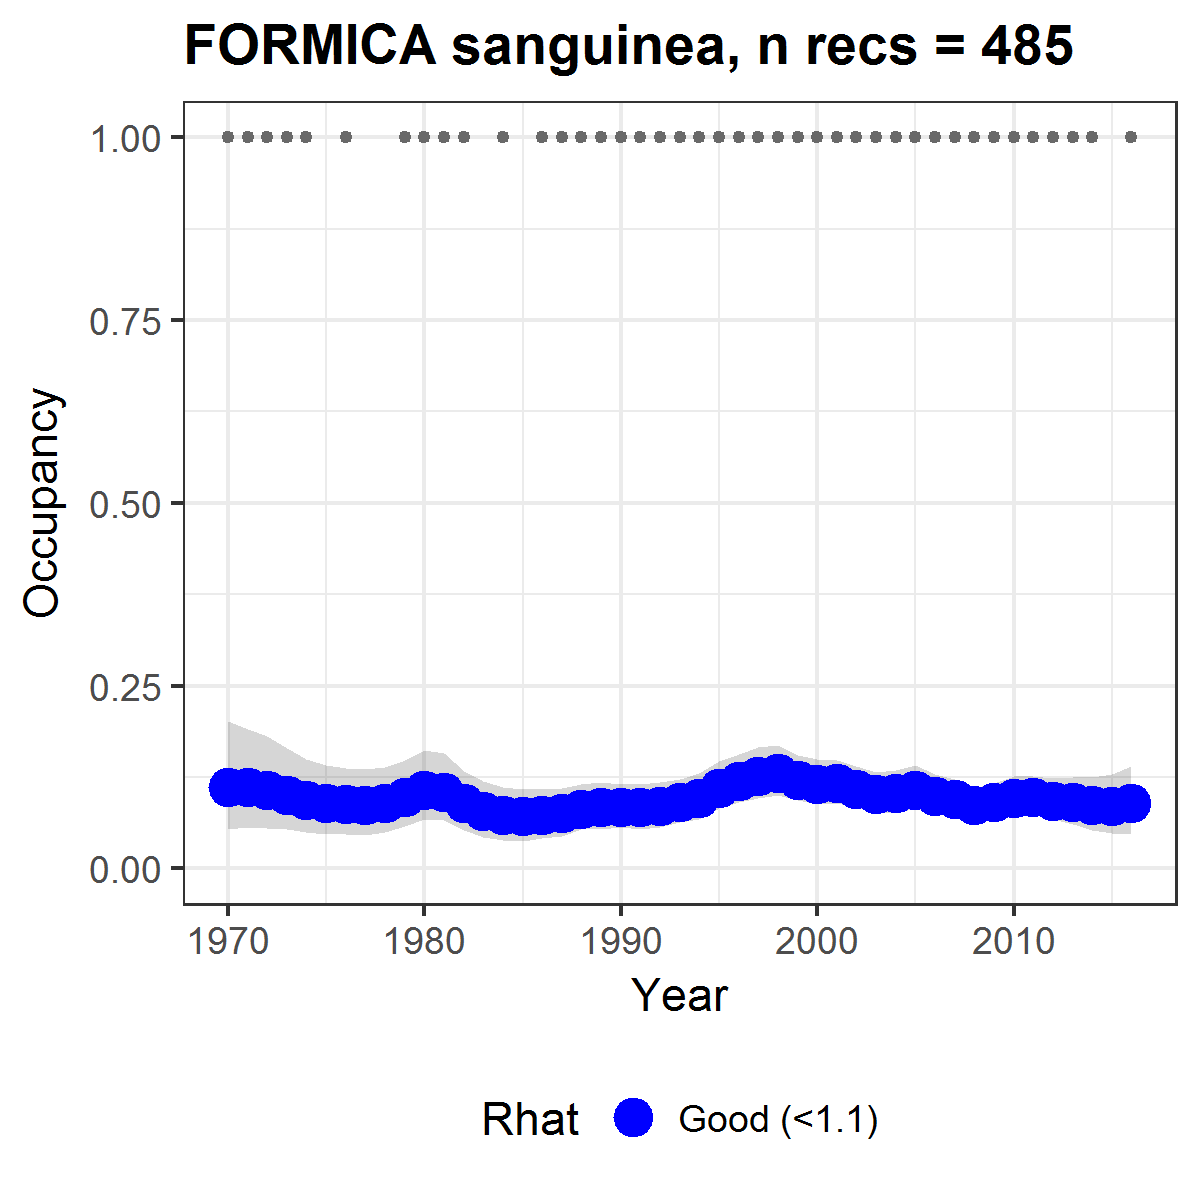 FORMICA sanguinea, n recs = 485
1.00
0.75
0.50
0.25
0.00
Occupancy
1970 1980 1990 2000 2010
Year
Rhat Good (<1.1)